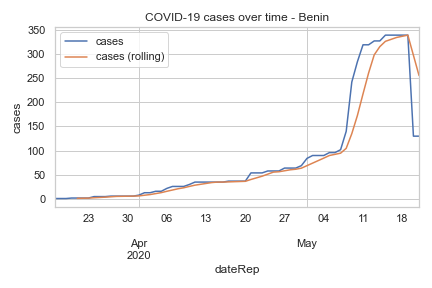 COVID-19 cases over time - Benin
cases
cases (rolling)
350
300
250
200
150
100
50
0
cases
23 30 06 13 20 27 04 11 18
Apr May
2020
dateRep